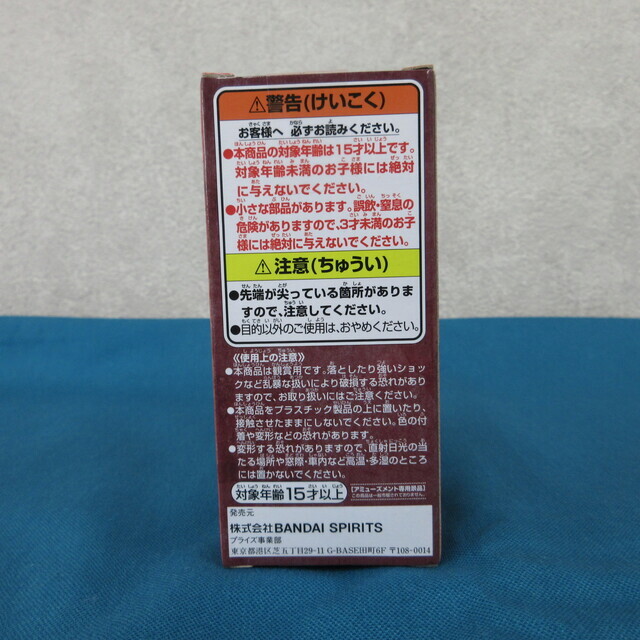 ⚠警告(けいこく)
お客様へ 必ずお読みください。
●本商品の対象年齢は15才以上です。
対象年齢未満のお子様には絶対
に与えないでください。
●小さな部品があります。誤飲・窒息の
危険がありますので、3才未満のお子
様には絶対に与えないでください。
⚠注意(ちゅうい)
●先端が尖っている箇所がありま
すので、注意してください。
●目的以外のご使用は、おやめください。
《使用上の注意》
●本商品は観賞用です。落としたり強いショッ
クなど乱暴な扱いにより破損する恐れがあり
ますので、お取り扱いにはご注意ください。
●本商品をプラスチック製品の上に置いたり、
接触させたままにしないでください。色の付
着や変形などの恐れがあります。
●変形する恐れがありますので、直射日光の当
たる場所や窓際・車内など高温・多湿のところ
には置かないでください。
対象年齢15才以上
【アミューズメント専用景品】
この商品は一般市販されておりません。
発売元
株式会社BANDAI SPIRITS
プライズ事業部
東京都港区芝五丁目29-11 G-BASE田町6F 〒108-0014